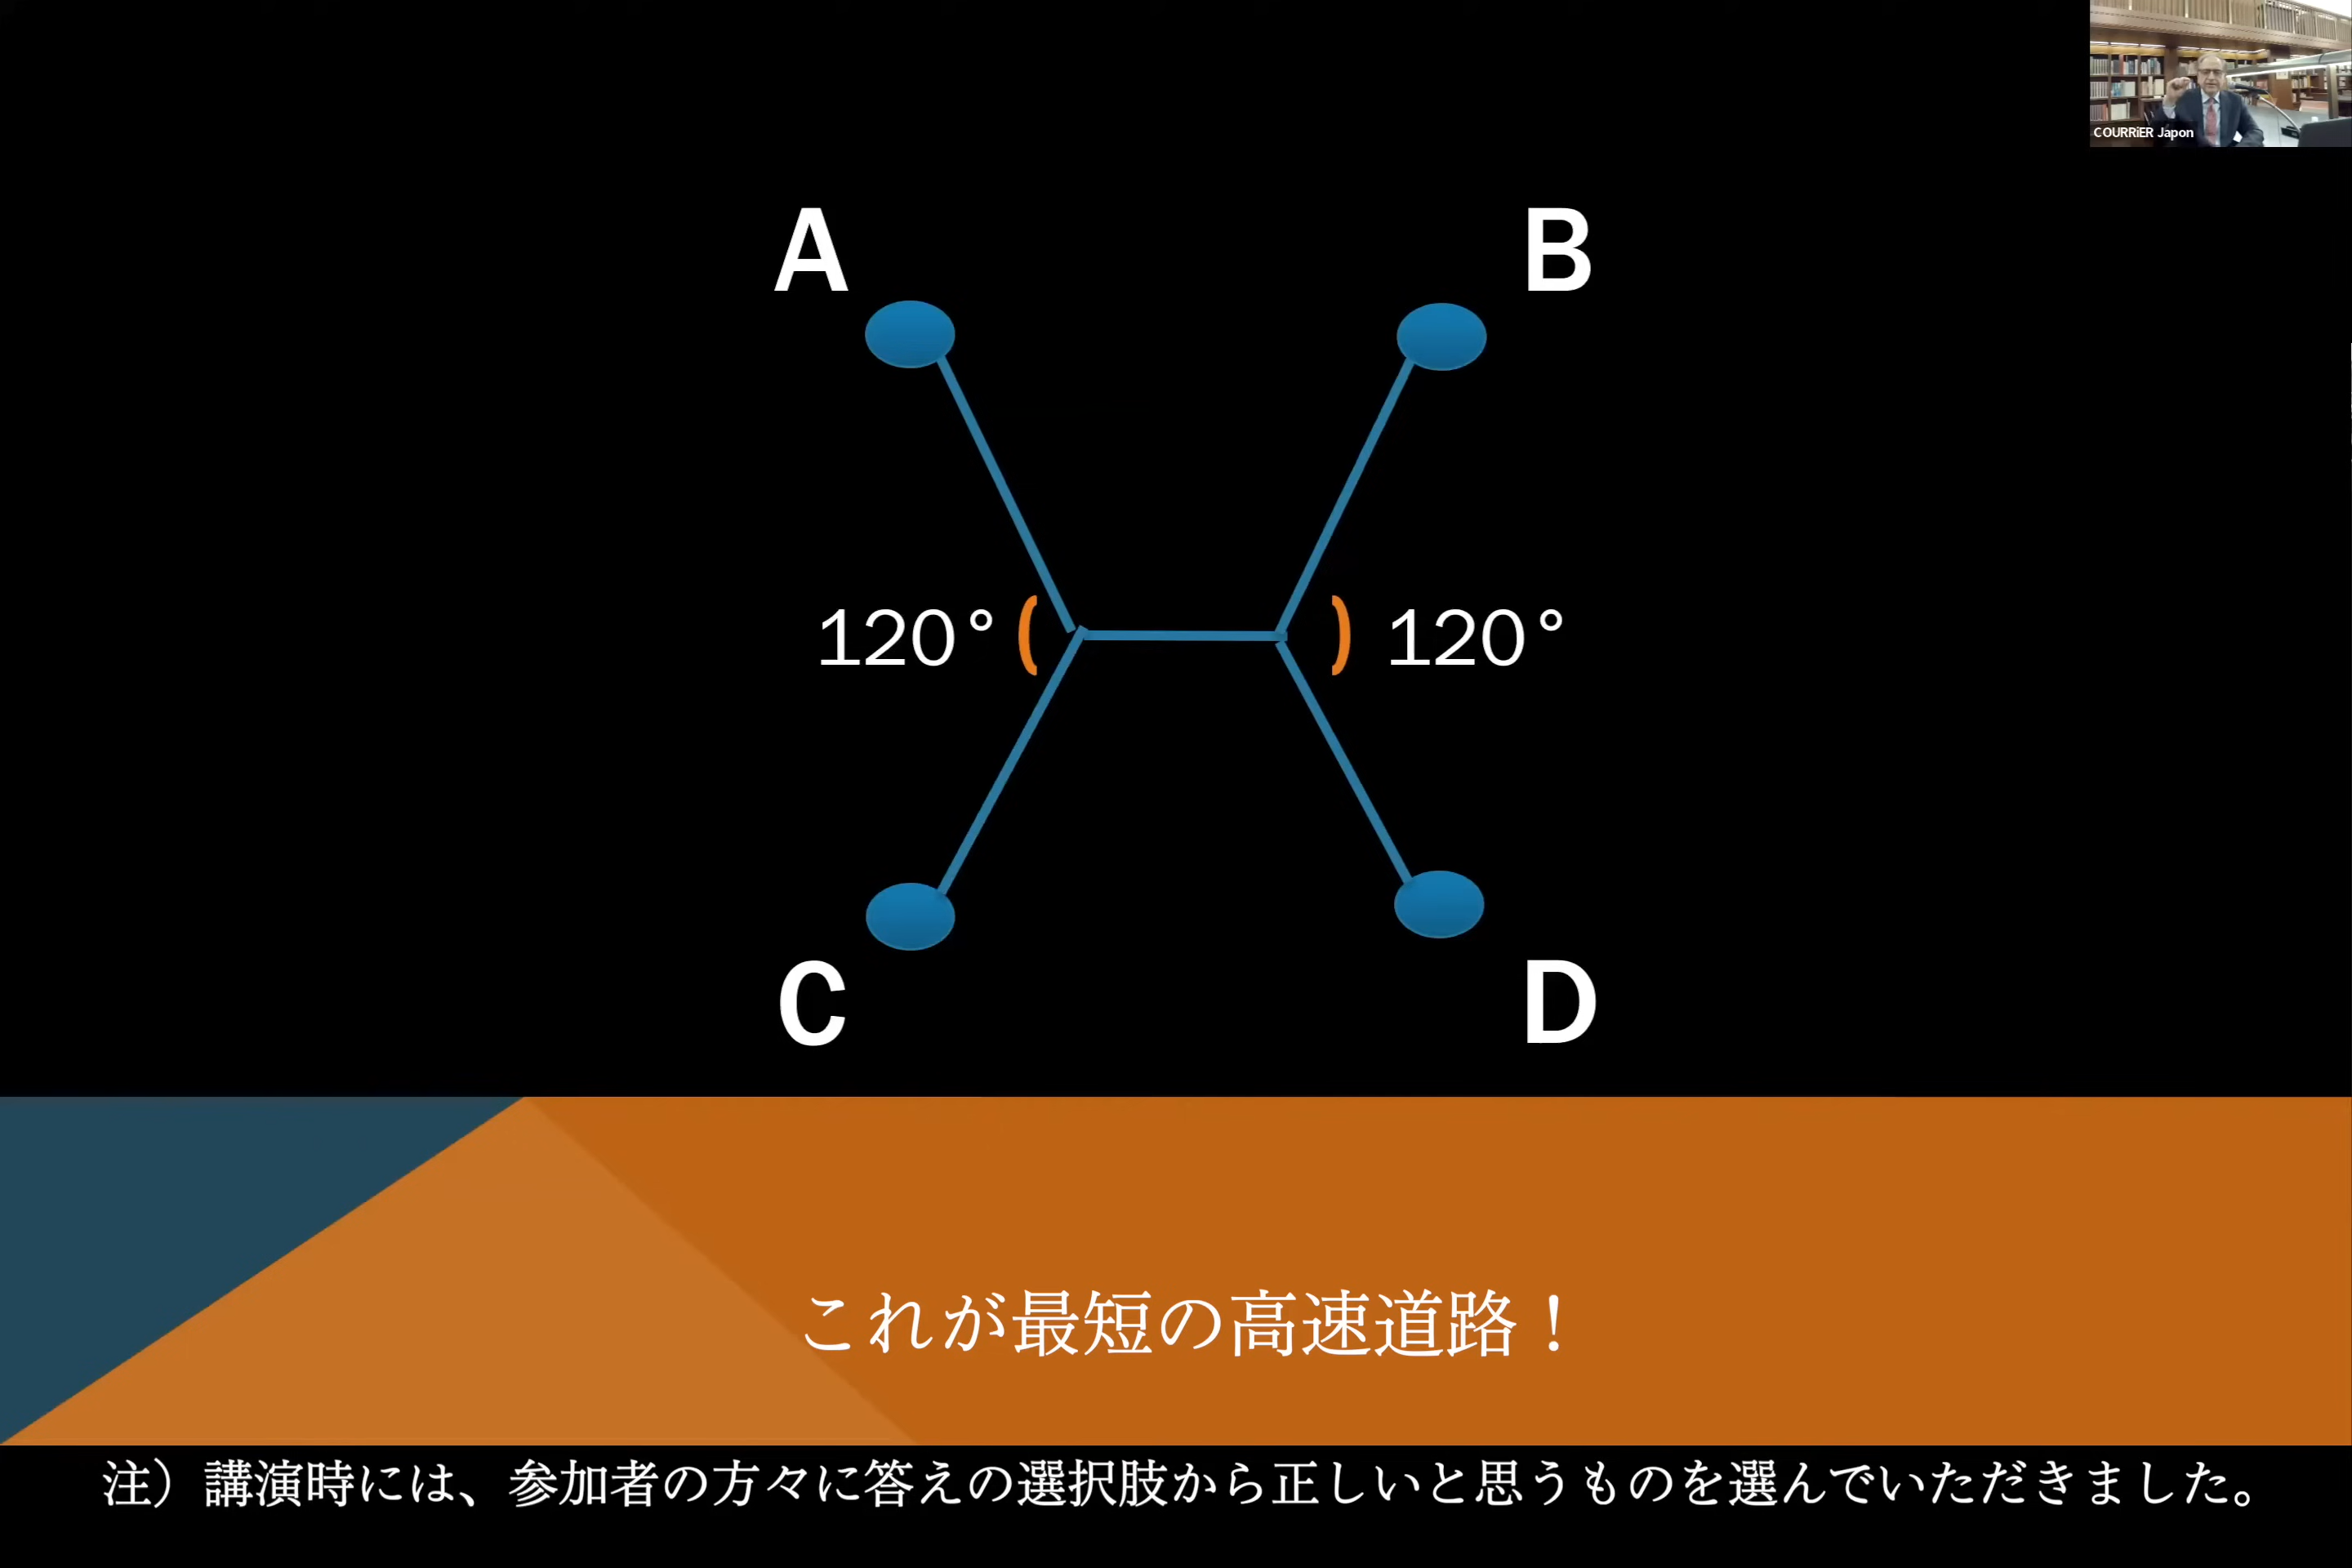 COURRiER Japon
A
B
120°
120°
C
D
これが最短の高速道路！
注）講演時には、参加者の方々に答えの選択肢から正しいと思うものを選んでいただきました。